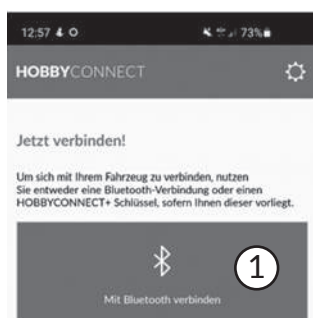 12:57 73%
HOBBYCONNECT
Jetzt verbinden!
Um sich mit Ihrem Fahrzeug zu verbinden, nutzen
Sie entweder eine Bluetooth-Verbindung oder einen
HOBBYCONNECT+ Schlüssel, sofern Ihnen dieser vorliegt.
1
Mit Bluetooth verbinden